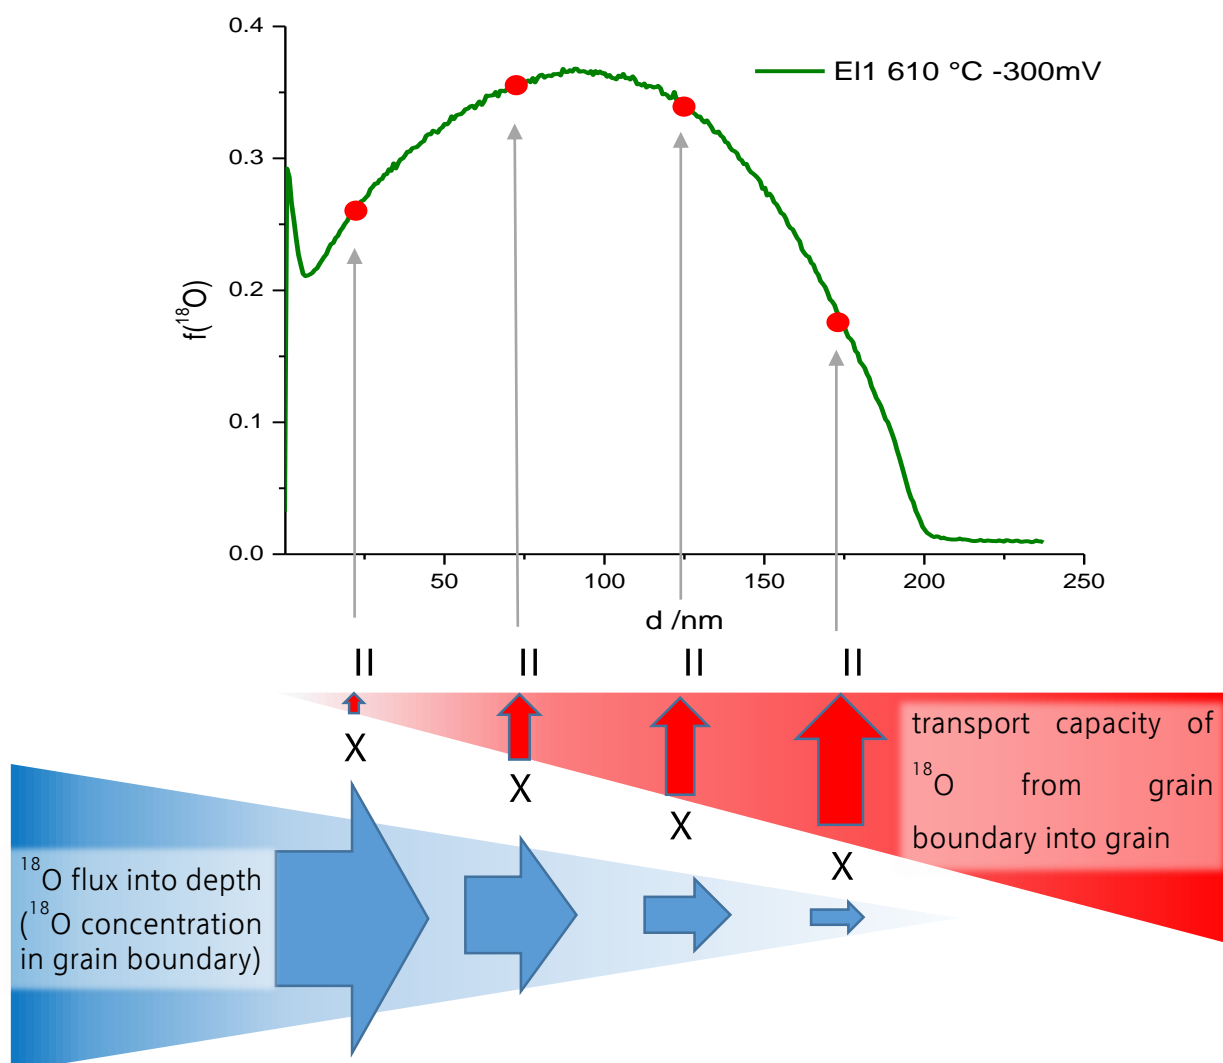 0.4
0.3
0.2
0.1
0.0
f(¹⁸O)
El1 610 °C -300mV
50
100
150
200
250
d /nm
= = = =
X X X X
transport capacity of
¹⁸O from grain
boundary into grain
¹⁸O flux into depth
(¹⁸O concentration
in grain boundary)